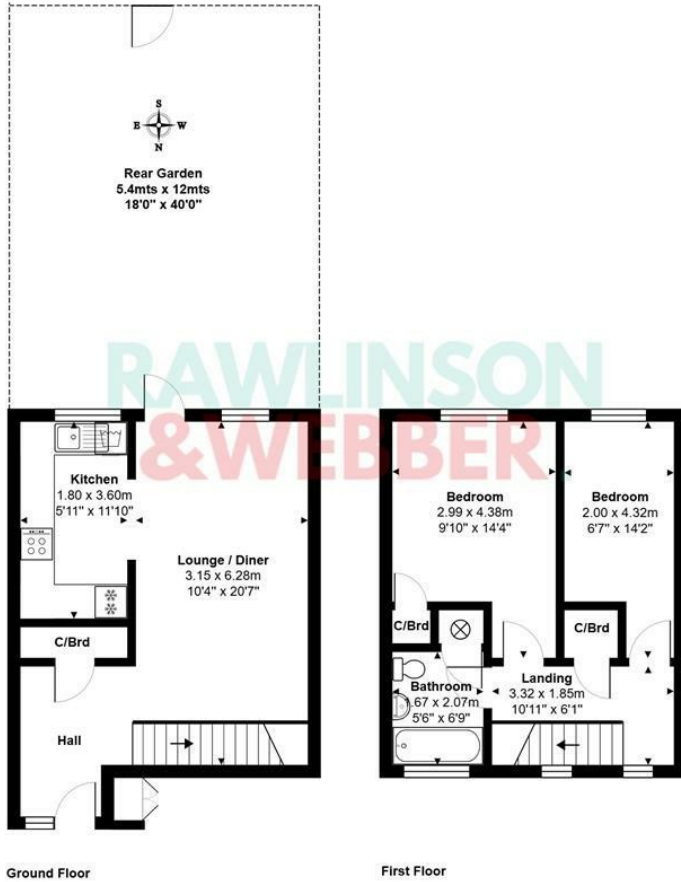 S
E W
N
Rear Garden
5.4mts x 12mts
18'0" x 40'0"
RAWLINSON
&WEBBER
Kitchen
1.80 x 3.60m
5'11" x 11'10"
Lounge / Diner
3.15 x 6.28m
10'4" x 20'7"
C/Brd
Hall
Ground Floor
Bedroom
2.99 x 4.38m
9'10" x 14'4"
Bedroom
2.00 x 4.32m
6'7" x 14'2"
C/Brd
C/Brd
Bathroom
1.67 x 2.07m
5'6" x 6'9"
Landing
3.32 x 1.85m
10'11" x 6'1"
First Floor